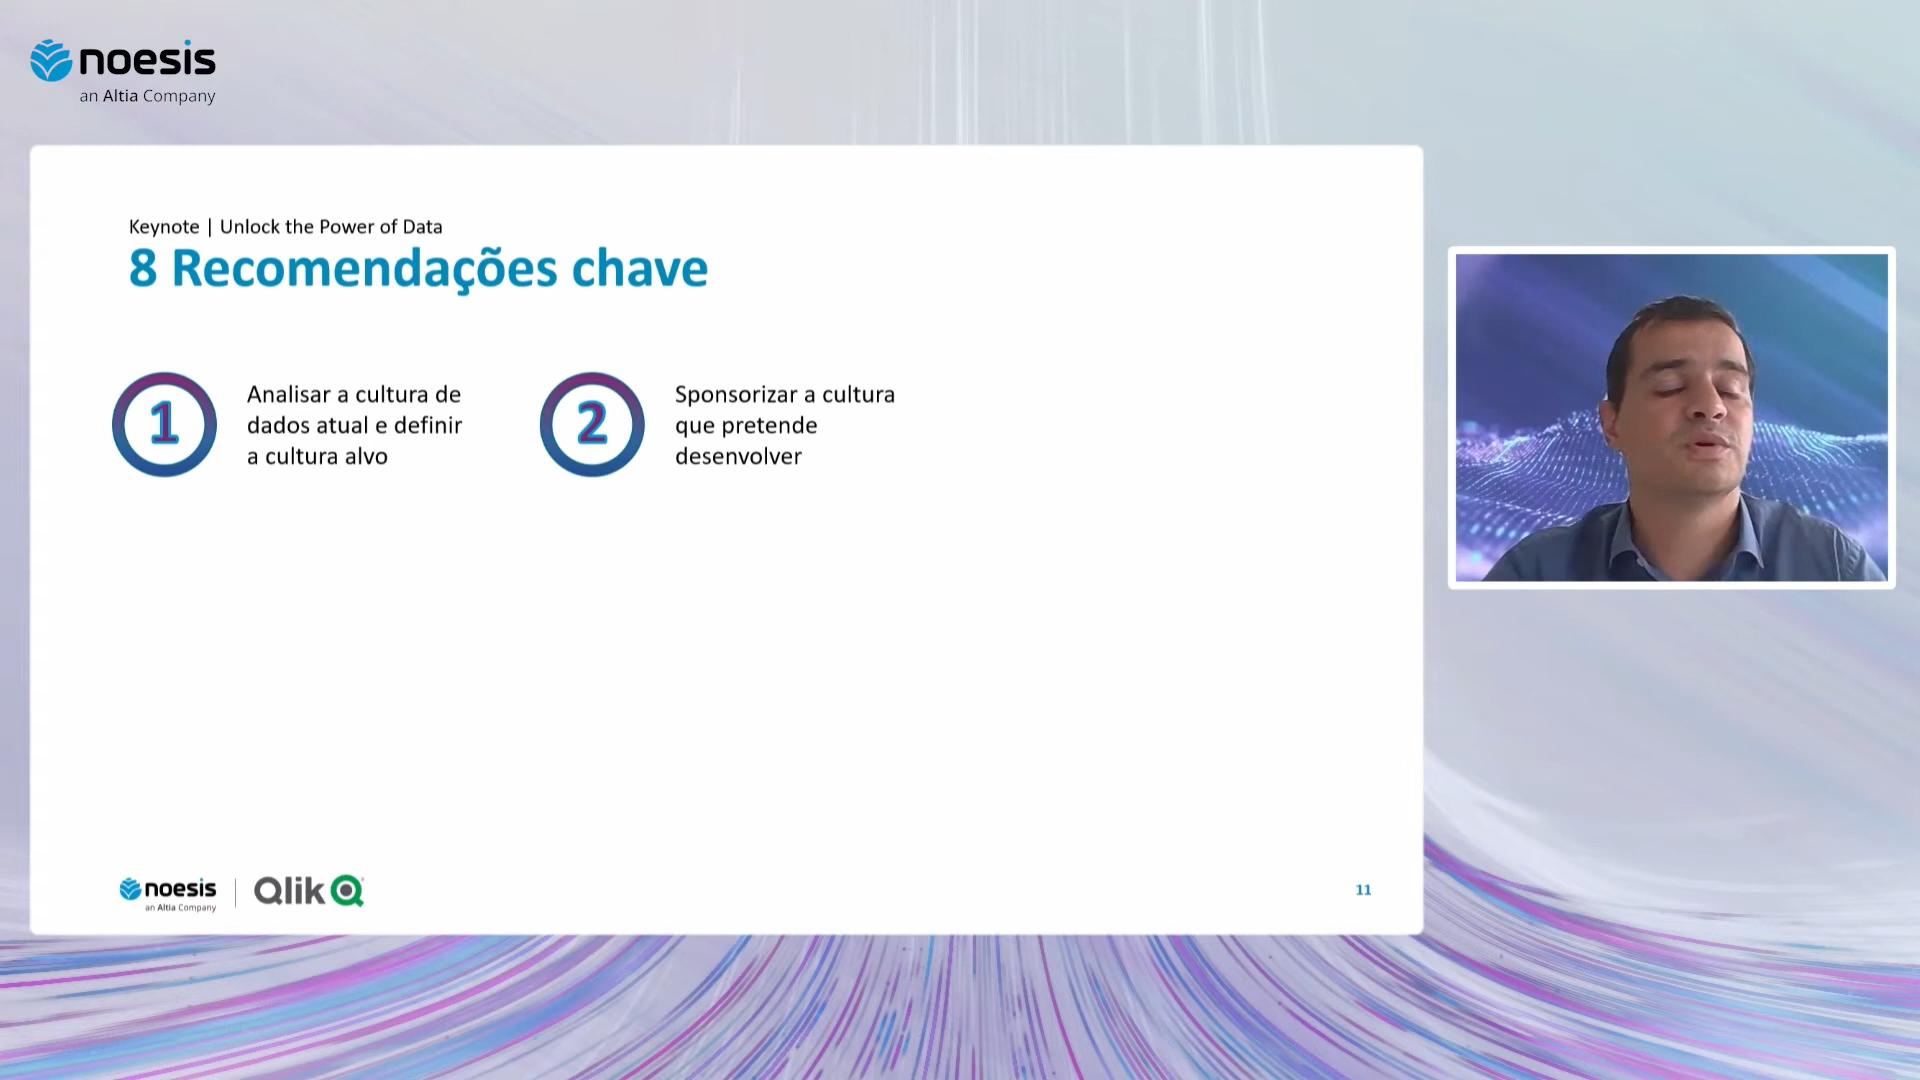 noesis
an Altia Company
Keynote | Unlock the Power of Data
8 Recomendações chave
1
Analisar a cultura de
dados atual e definir
a cultura alvo
2
Sponsorizar a cultura
que pretende
desenvolver
noesis
an Altia Company
Qlik
11